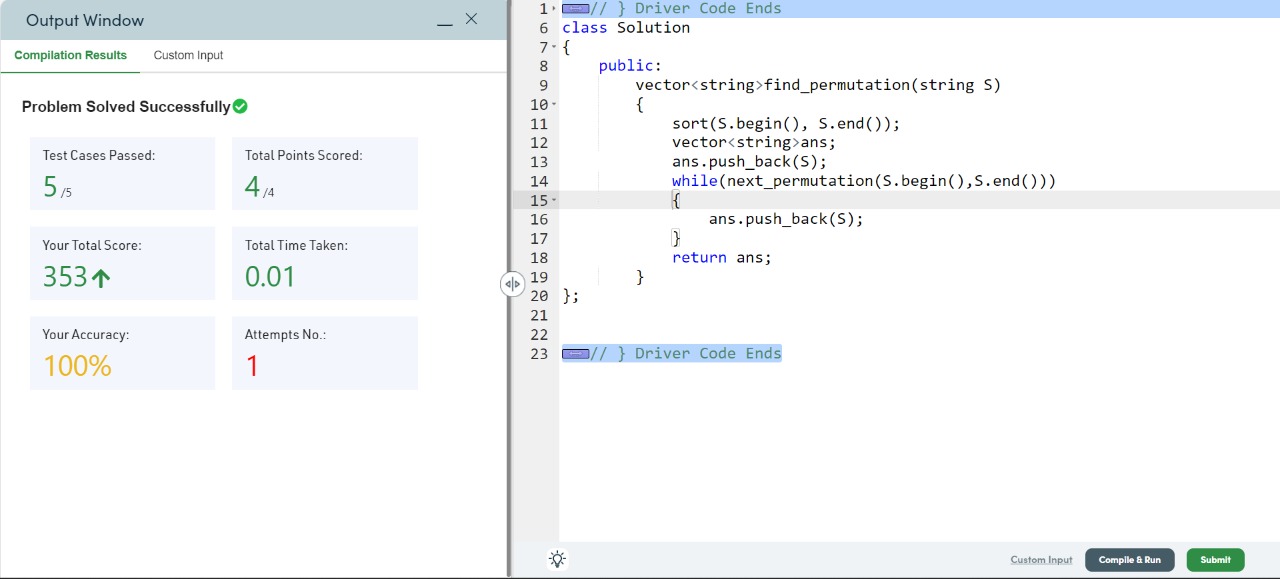 Output Window
Compilation Results
Custom Input
Problem Solved Successfully
Test Cases Passed:
5 /5
Total Points Scored:
4 /4
Your Total Score:
353
Total Time Taken:
0.01
Your Accuracy:
100%
Attempts No.:
1
1 // } Driver Code Ends
6 class Solution
7 {
8 public:
9 vector<string>find_permutation(string S)
10 {
11 sort(S.begin(), S.end());
12 vector<string>ans;
13 ans.push_back(S);
14 while(next_permutation(S.begin(),S.end()))
15 {
16 ans.push_back(S);
17 }
18 return ans;
19 }
20 };
21
22
23 // } Driver Code Ends
Custom Input
Compile & Run
Submit